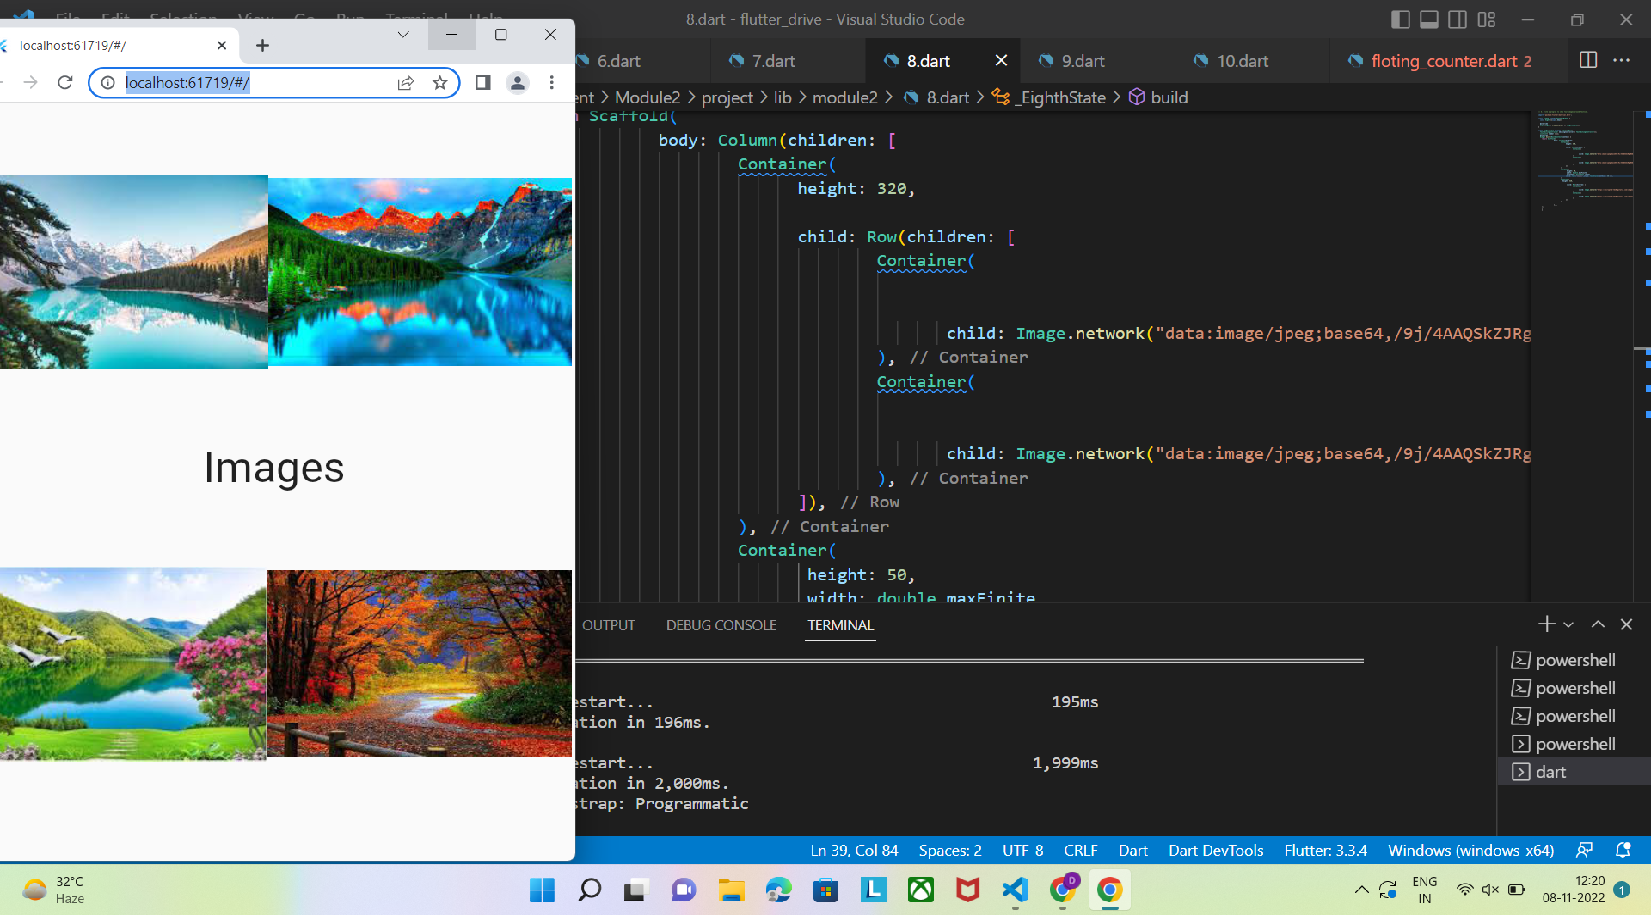 File Edit Selection View Go Run Terminal Help
8.dart - flutter_drive - Visual Studio Code
localhost:61719/#/
localhost:61719/#/
6.dart
7.dart
8.dart
9.dart
10.dart
floting_counter.dart 2
ent > Module2 > project > lib > module2 > 8.dart > _EighthState > build
Scaffold(
body: Column(children: [
Container(
height: 320,
child: Row(children: [
Container(
child: Image.network("data:image/jpeg;base64,/9j/4AAQSkZJRg
), // Container
Container(
child: Image.network("data:image/jpeg;base64,/9j/4AAQSkZJRg
), // Container
]), // Row
), // Container
Container(
height: 50,
width: double.maxFinite
Images
OUTPUT
DEBUG CONSOLE
TERMINAL
estart... 195ms
ation in 196ms.
estart... 1,999ms
ation in 2,000ms.
strap: Programmatic
powershell
powershell
powershell
powershell
dart
Ln 39, Col 84
Spaces: 2
UTF-8
CRLF
Dart
Dart DevTools
Flutter: 3.3.4
Windows (windows-x64)
32°C
Haze
ENG
IN
12:20
08-11-2022
1